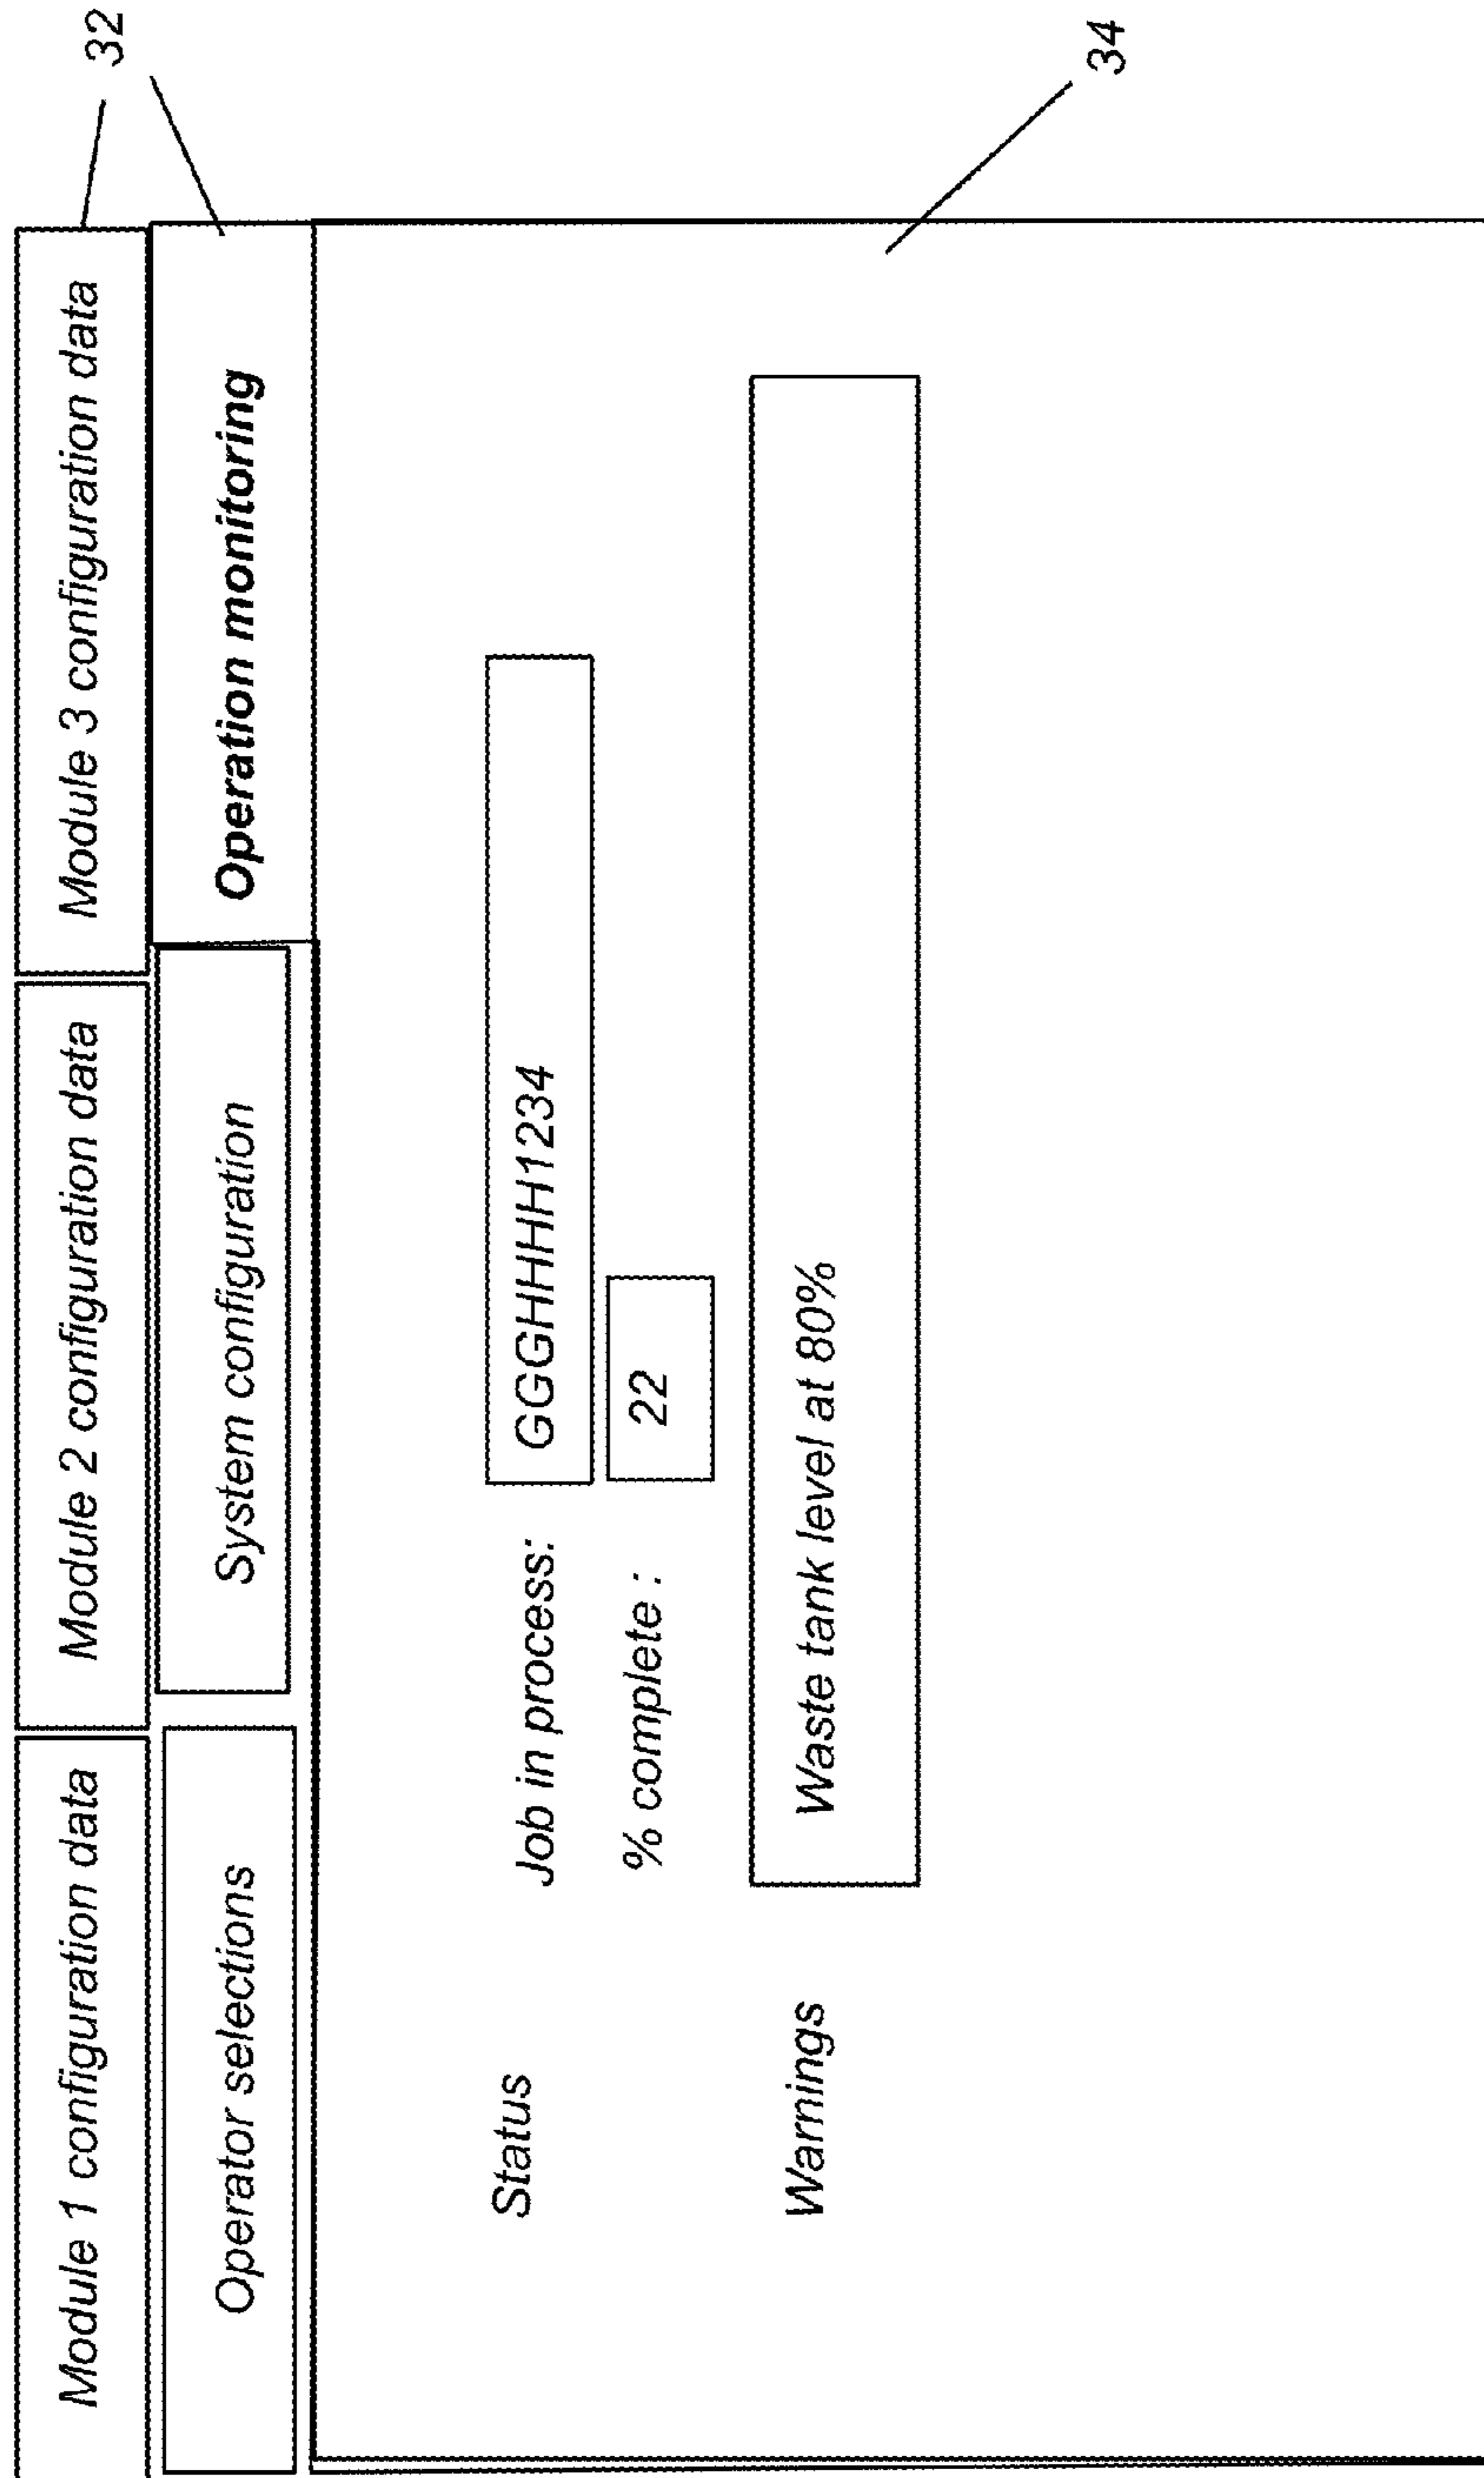 Module 1 configuration data Module 2 configuration data Module 3 configuration data
32
Operator selections System configuration Operation monitoring
Status Job in process: GGGHHHH1234
% complete : 22
Warnings Waste tank level at 80%
34